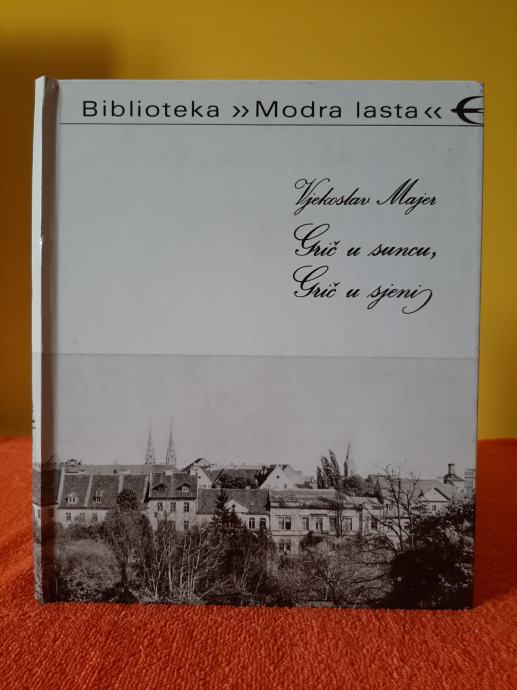 Biblioteka »Modra lasta«
Vjekoslav Majer
Grič u suncu,
Grič u sjeni